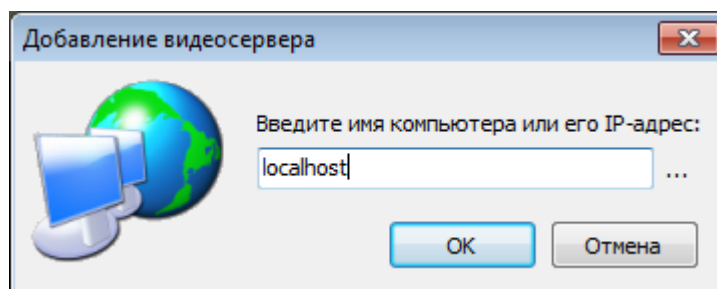 Добавление видеосервера
Введите имя компьютера или его IP-адрес:
localhost ...
OK Отмена